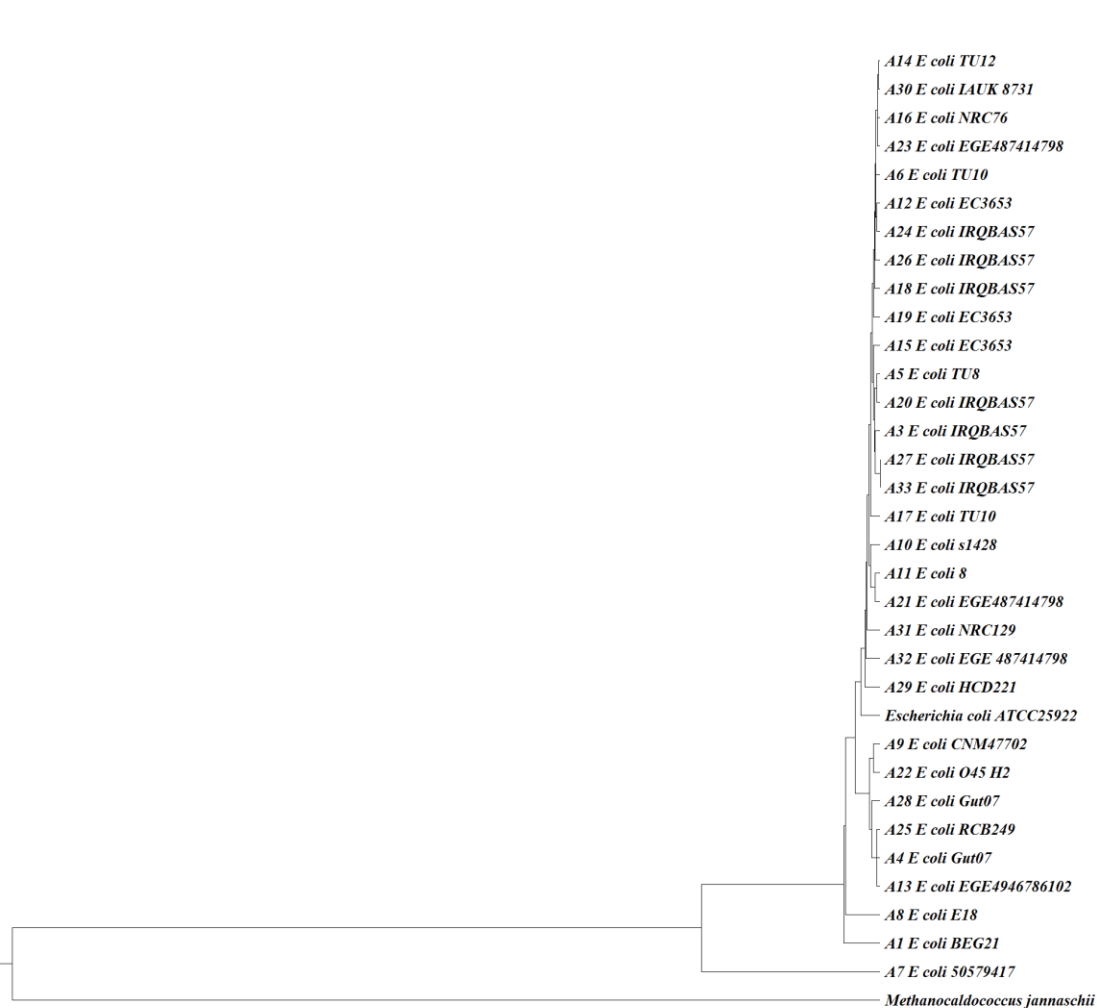 A14 E coli TU12
A30 E coli IAUK 8731
A16 E coli NRC76
A23 E coli EGE487414798
A6 E coli TU10
A12 E coli EC3653
A24 E coli IRQBAS57
A26 E coli IRQBAS57
A18 E coli IRQBAS57
A19 E coli EC3653
A15 E coli EC3653
A5 E coli TU8
A20 E coli IRQBAS57
A3 E coli IRQBAS57
A27 E coli IRQBAS57
A33 E coli IRQBAS57
A17 E coli TU10
A10 E coli s1428
A11 E coli 8
A21 E coli EGE487414798
A31 E coli NRC129
A32 E coli EGE 487414798
A29 E coli HCD221
Escherichia coli ATCC25922
A9 E coli CNM47702
A22 E coli O45 H2
A28 E coli Gut07
A25 E coli RCB249
A4 E coli Gut07
A13 E coli EGE4946786102
A8 E coli E18
A1 E coli BEG21
A7 E coli 50579417
Methanocaldococcus jannaschii